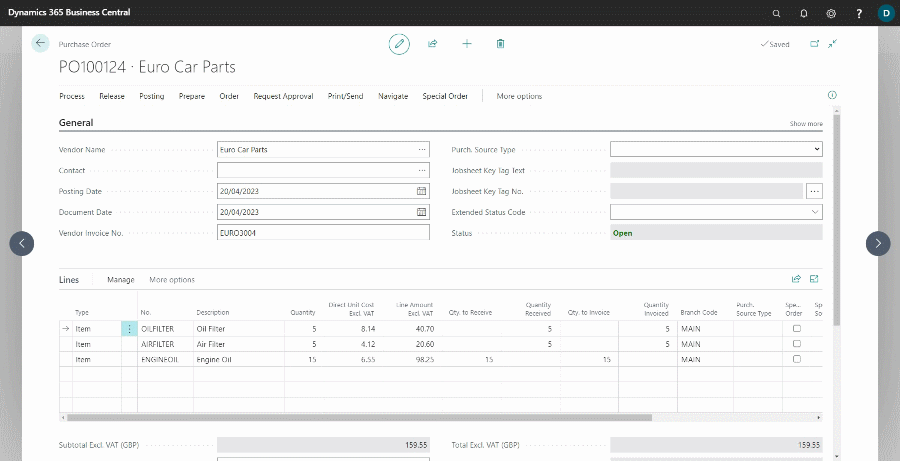 Dynamics 365 Business Central
?
D
Purchase Order
Saved
PO100124 · Euro Car Parts
Process Release Posting Prepare Order Request Approval Print/Send Navigate Special Order More options
General
Show more
Vendor Name Euro Car Parts
Purch. Source Type
Contact
Jobsheet Key Tag Text
Posting Date 20/04/2023
Jobsheet Key Tag No.
Document Date 20/04/2023
Extended Status Code
Vendor Invoice No. EURO3004
Status Open
Lines Manage More options
Type No. Description Quantity Direct Unit Cost Excl. VAT Line Amount Excl. VAT Qty. to Receive Quantity Received Qty. to Invoice Quantity Invoiced Branch Code Purch. Source Type Spe... Order Sp So
Item OILFILTER Oil Filter 5 8.14 40.70 5 5 MAIN
Item AIRFILTER Air Filter 5 4.12 20.60 5 5 MAIN
Item ENGINEOIL Engine Oil 15 6.55 98.25 15 15 MAIN
Subtotal Excl. VAT (GBP) 159.55
Total Excl. VAT (GBP) 159.55